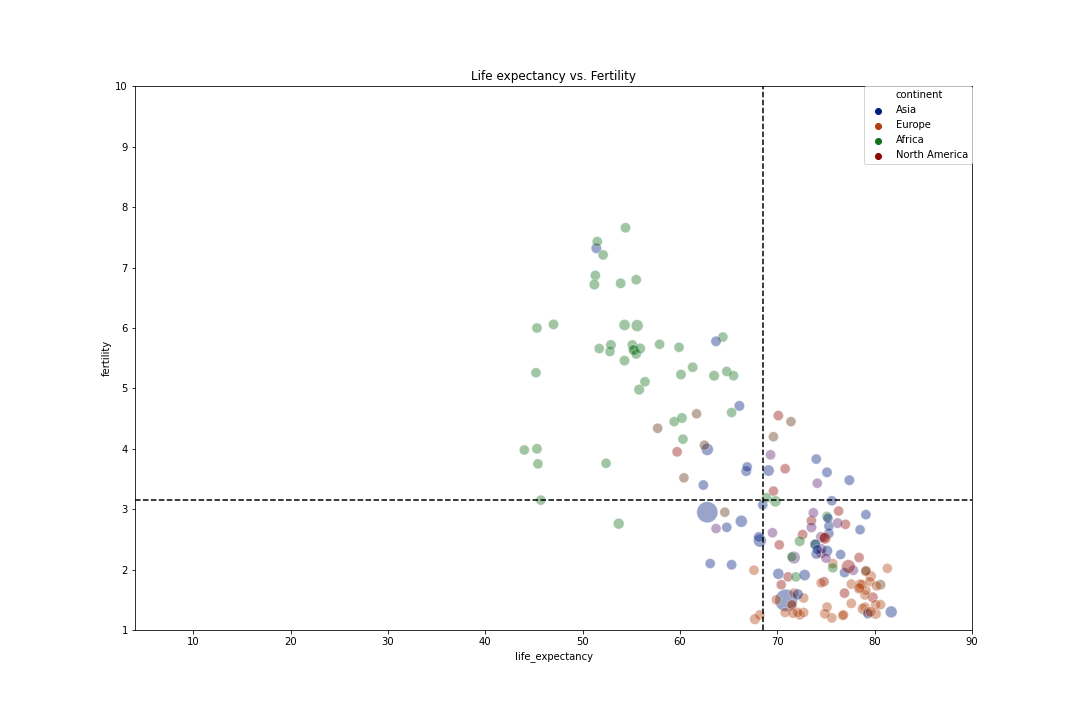 Life expectancy vs. Fertility
continent
Asia
Europe
Africa
North America
10
9
8
7
6
5
4
3
2
1
fertility
10 20 30 40 50 60 70 80 90
life_expectancy